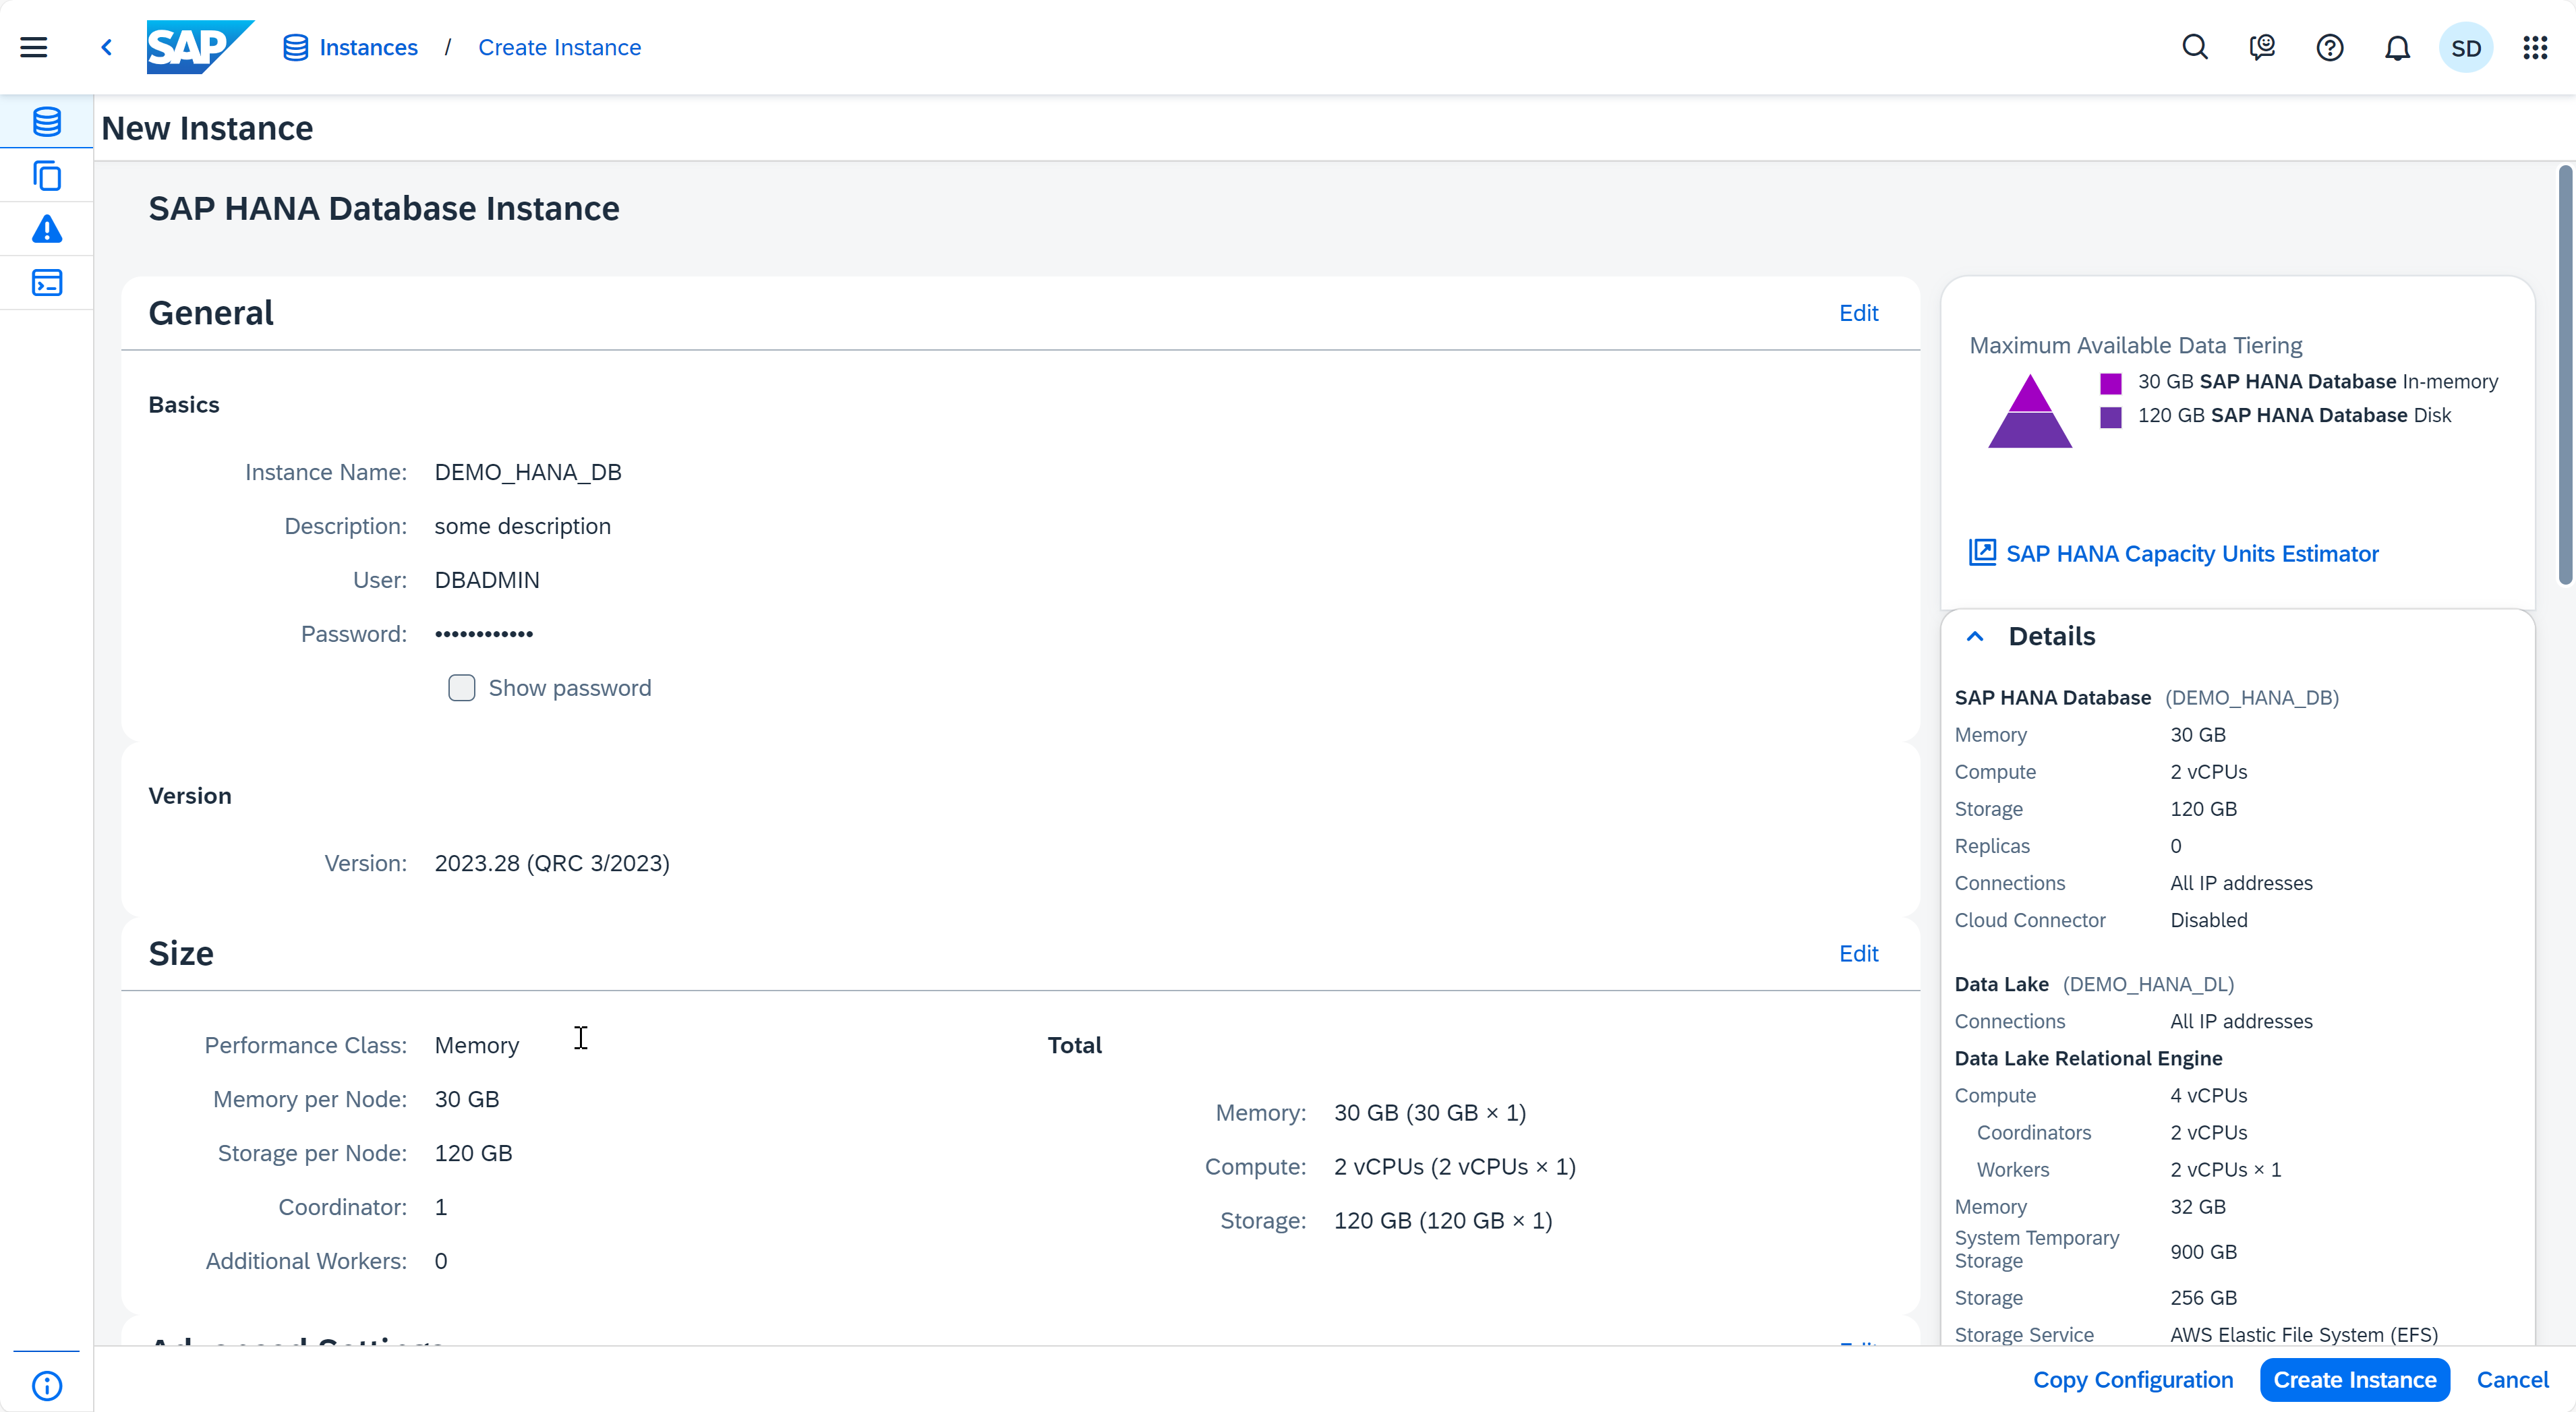 SAP
Instances / Create Instance
SD
New Instance
SAP HANA Database Instance
General
Edit
Basics
Instance Name: DEMO_HANA_DB
Description: some description
User: DBADMIN
Password: ••••••••••••
Show password
Version
Version: 2023.28 (QRC 3/2023)
Size
Edit
Performance Class: Memory
Memory per Node: 30 GB
Storage per Node: 120 GB
Coordinator: 1
Additional Workers: 0
Total
Memory: 30 GB (30 GB × 1)
Compute: 2 vCPUs (2 vCPUs × 1)
Storage: 120 GB (120 GB × 1)
Advanced Settings
Edit
Maximum Available Data Tiering
30 GB SAP HANA Database In-memory
120 GB SAP HANA Database Disk
SAP HANA Capacity Units Estimator
Details
SAP HANA Database (DEMO_HANA_DB)
Memory 30 GB
Compute 2 vCPUs
Storage 120 GB
Replicas 0
Connections All IP addresses
Cloud Connector Disabled
Data Lake (DEMO_HANA_DL)
Connections All IP addresses
Data Lake Relational Engine
Compute 4 vCPUs
Coordinators 2 vCPUs
Workers 2 vCPUs × 1
Memory 32 GB
System Temporary
Storage 900 GB
Storage 256 GB
Storage Service AWS Elastic File System (EFS)
Copy Configuration
Create Instance
Cancel